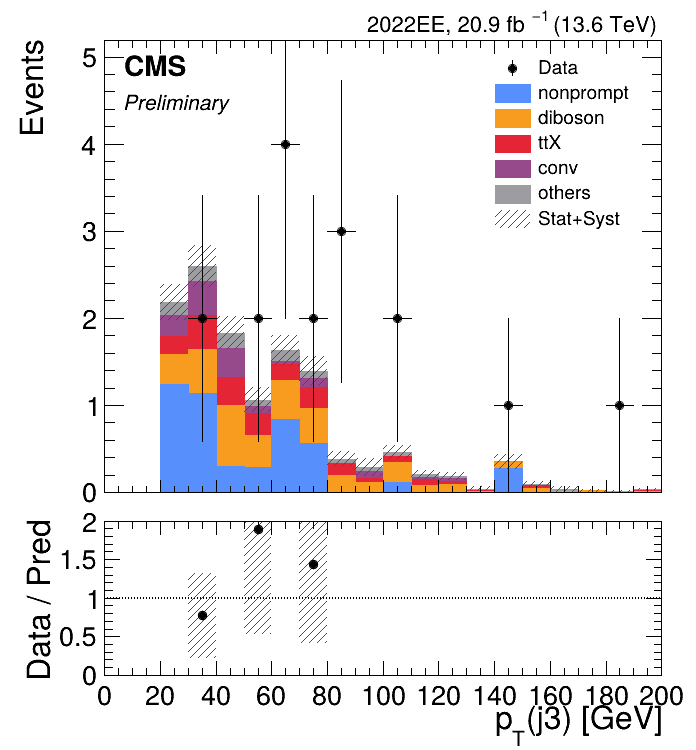 2022EE, 20.9 fb⁻¹ (13.6 TeV)
CMS
Preliminary
Events
Data
nonprompt
diboson
ttX
conv
others
Stat+Syst
5
4
3
2
1
0
Data / Pred
2
1.5
1
0.5
0
0 20 40 60 80 100 120 140 160 180 200
p_T(j3) [GeV]